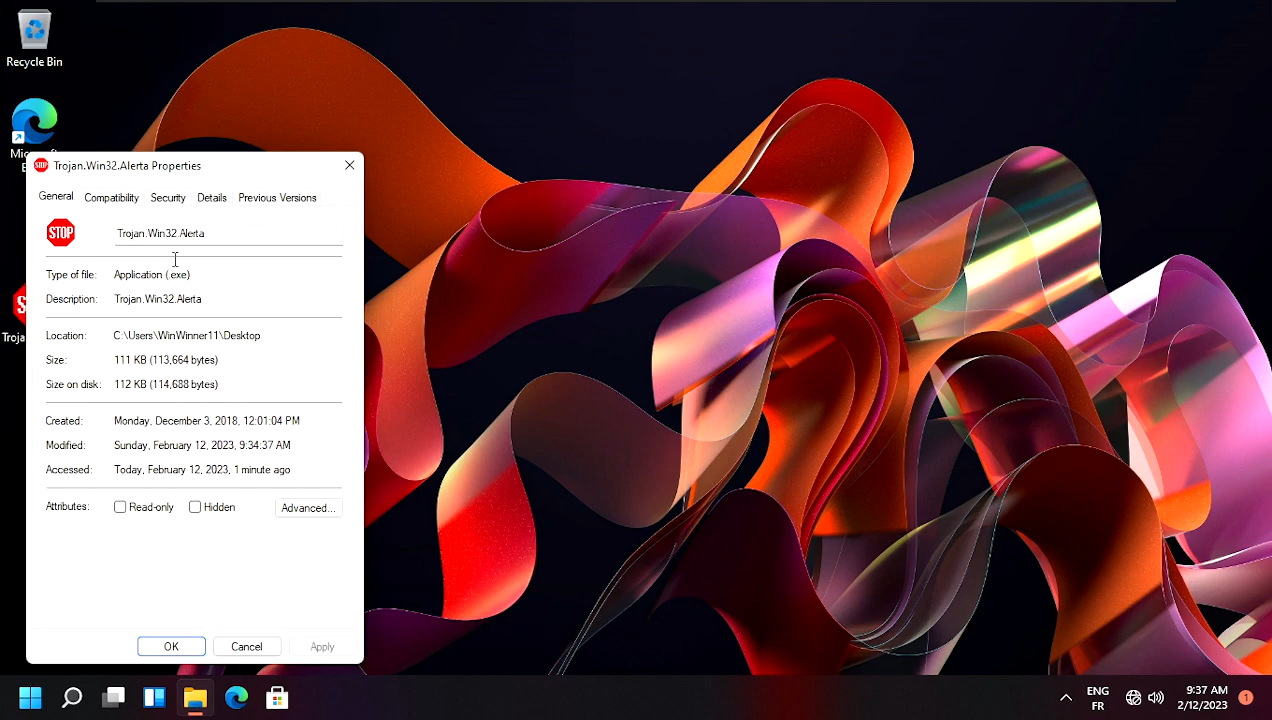 Recycle Bin
Trojan.Win32.Alerta Properties
General Compatibility Security Details Previous Versions
STOP
Trojan.Win32.Alerta
Type of file: Application (.exe)
Description: Trojan.Win32.Alerta
Location: C:\Users\WinWinner11\Desktop
Size: 111 KB (113,664 bytes)
Size on disk: 112 KB (114,688 bytes)
Created: Monday, December 3, 2018, 12:01:04 PM
Modified: Sunday, February 12, 2023, 9:34:37 AM
Accessed: Today, February 12, 2023, 1 minute ago
Attributes: Read-only Hidden Advanced...
OK Cancel Apply
ENG
FR
9:37 AM
2/12/2023
1